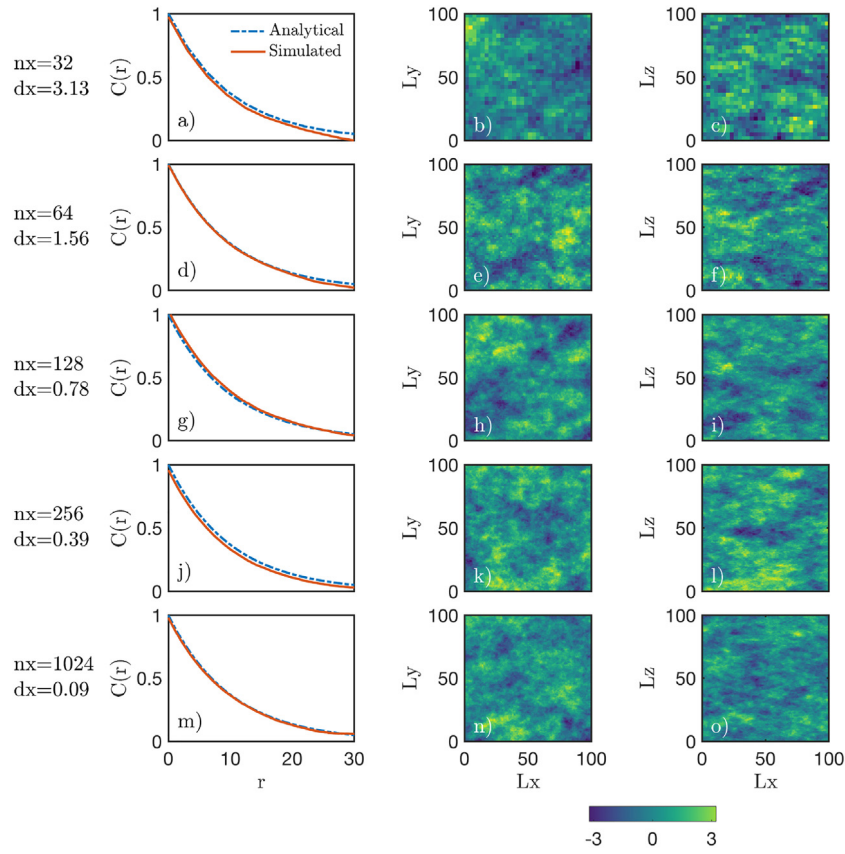 nx=32
dx=3.13
C(r)
1
0.5
0
Analytical
Simulated
a)
Ly
100
50
0
b)
Lz
100
50
0
c)
nx=64
dx=1.56
C(r)
1
0.5
0
d)
Ly
100
50
0
e)
Lz
100
50
0
f)
nx=128
dx=0.78
C(r)
1
0.5
0
g)
Ly
100
50
0
h)
Lz
100
50
0
i)
nx=256
dx=0.39
C(r)
1
0.5
0
j)
Ly
100
50
0
k)
Lz
100
50
0
l)
nx=1024
dx=0.09
C(r)
1
0.5
0
m)
0 10 20 30
r
Ly
100
50
0
n)
0 50 100
Lx
Lz
100
50
0
o)
0 50 100
Lx
-3 0 3